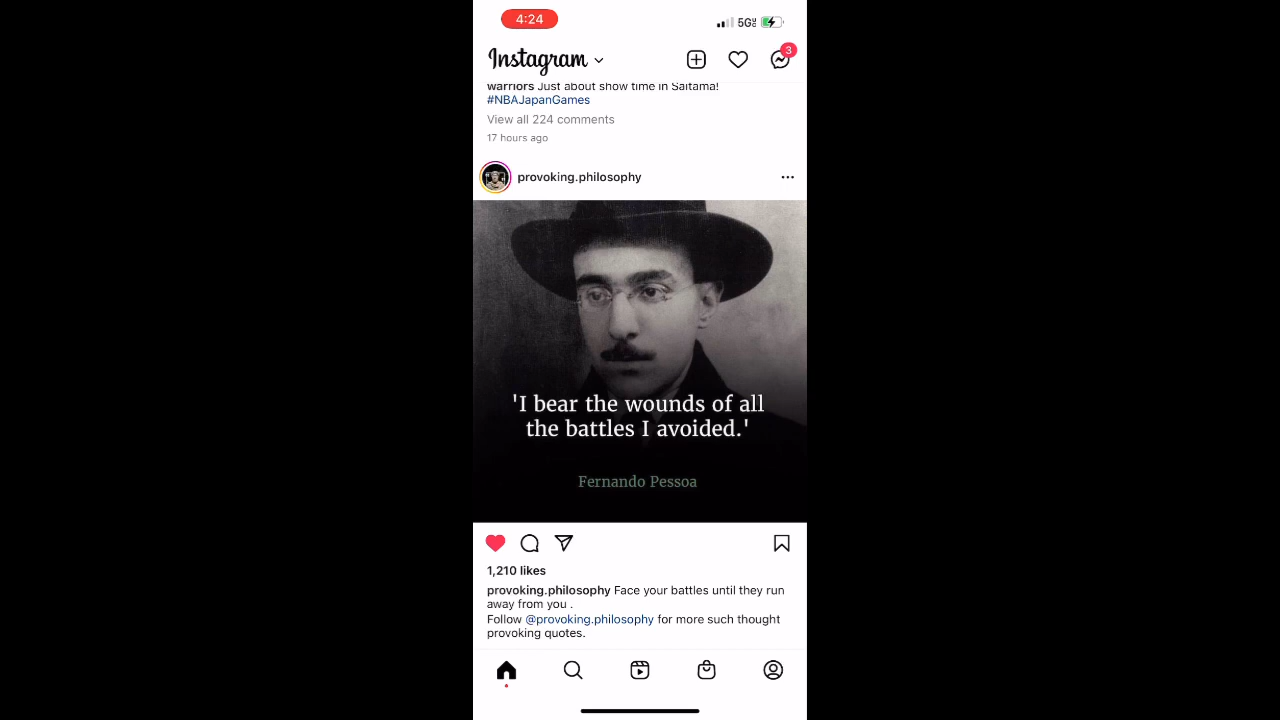 4:24
5G
Instagram
3
warriors Just about show time in Saitama!
#NBAJapanGames
View all 224 comments
17 hours ago
provoking.philosophy
'I bear the wounds of all
the battles I avoided.'
Fernando Pessoa
1,210 likes
provoking.philosophy Face your battles until they run
away from you .
Follow @provoking.philosophy for more such thought
provoking quotes.